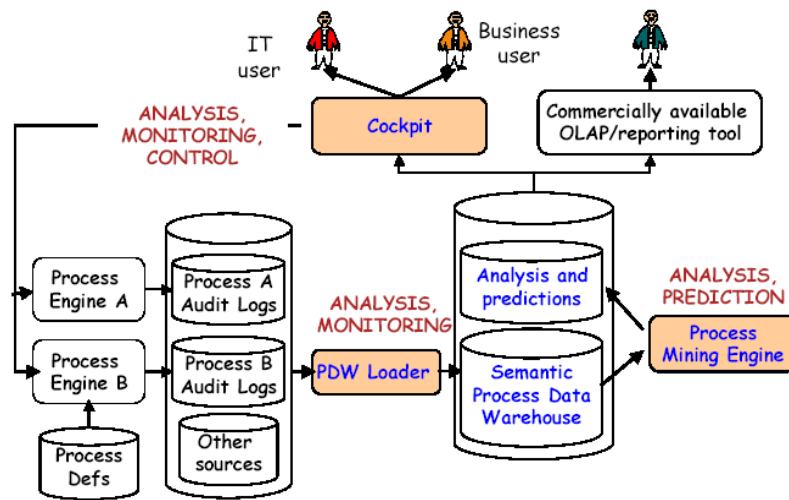 IT
user
Business
user
ANALYSIS,
MONITORING,
CONTROL
Cockpit
Commercially available
OLAP/reporting tool
Process
Engine A
Process A
Audit Logs
Analysis and
predictions
ANALYSIS,
MONITORING
ANALYSIS,
PREDICTION
Process
Engine B
Process B
Audit Logs
PDW Loader
Semantic
Process Data
Warehouse
Process
Mining Engine
Process
Defs
Other
sources